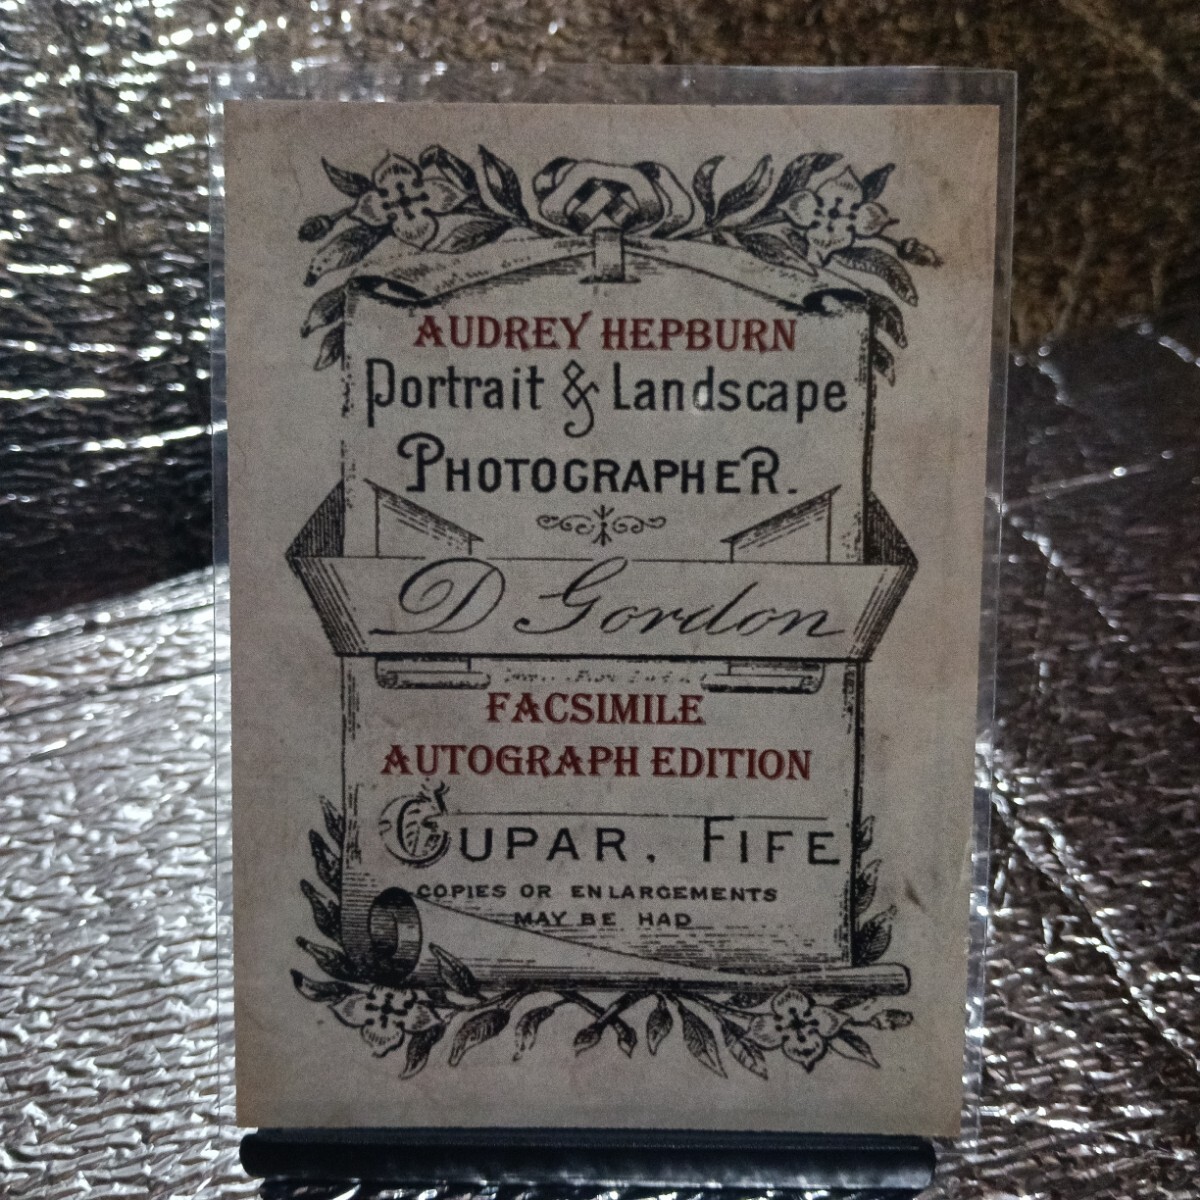 AUDREY HEPBURN
Portrait & Landscape
PHOTOGRAPHER.
D Gordon
FACSIMILE
AUTOGRAPH EDITION
CUPAR, FIFE
COPIES OR ENLARGEMENTS
MAY BE HAD